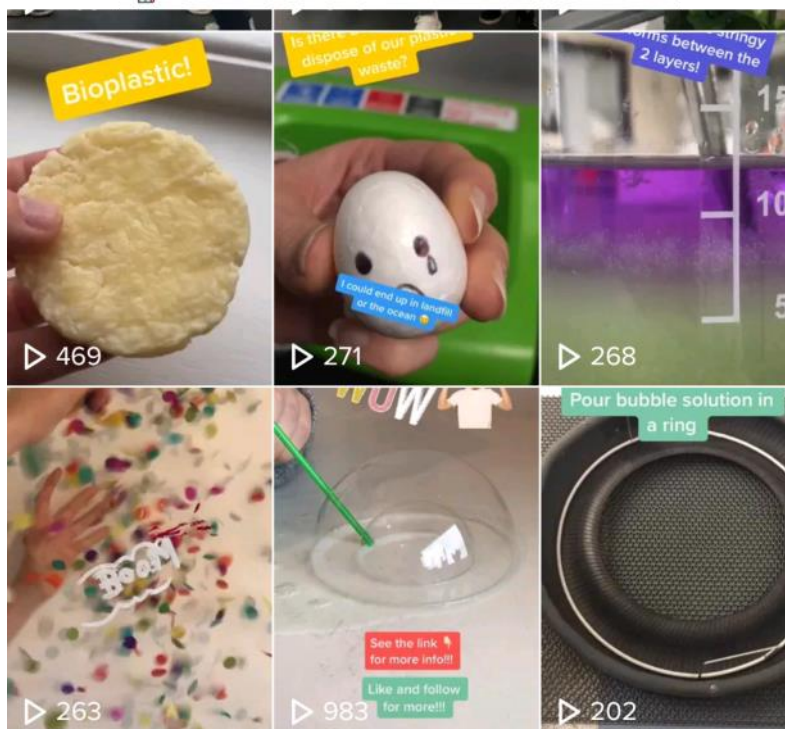 Bioplastic!
469
Is there
dispose of our plastic
waste?
I could end up in landfill
or the ocean 😢
271
stringy
between the
2 layers!
15
10
5
268
BOOM
263
WOW
See the link 👇
for more info!!!
Like and follow
for more!!!
983
Pour bubble solution in
a ring
202